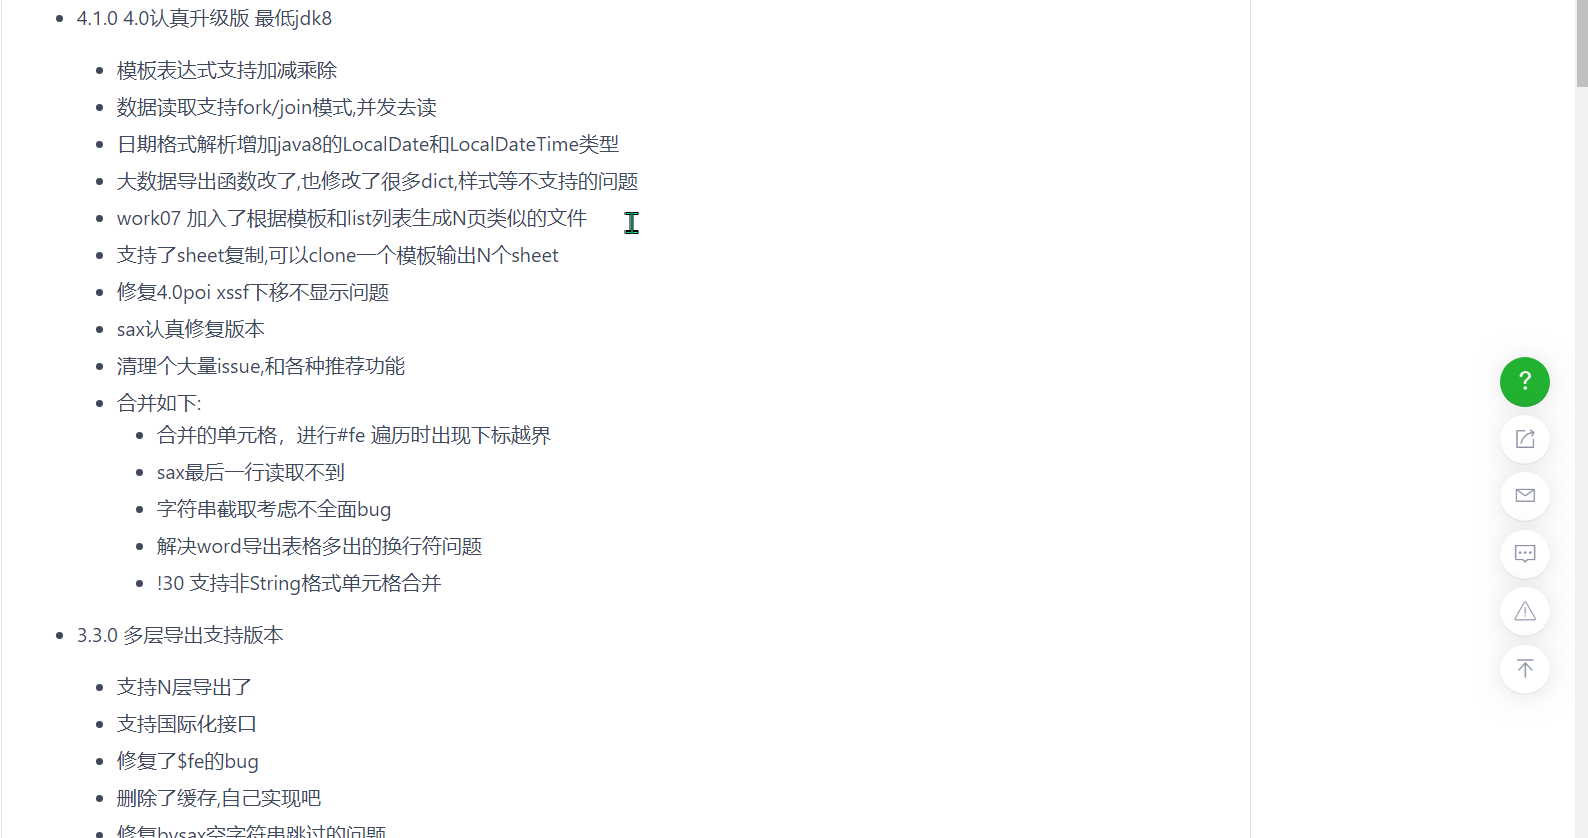 4.1.0 4.0认真升级版 最低jdk8
模板表达式支持加减乘除
数据读取支持fork/join模式,并发去读
日期格式解析增加java8的LocalDate和LocalDateTime类型
大数据导出函数改了,也修改了很多dict,样式等不支持的问题
work07 加入了根据模板和list列表生成N页类似的文件
支持了sheet复制,可以clone一个模板输出N个sheet
修复4.0poi xssf下移不显示问题
sax认真修复版本
清理个大量issue,和各种推荐功能
合并如下:
合并的单元格，进行#fe 遍历时出现下标越界
sax最后一行读取不到
字符串截取考虑不全面bug
解决word导出表格多出的换行符问题
!30 支持非String格式单元格合并
3.3.0 多层导出支持版本
支持N层导出了
支持国际化接口
修复了$fe的bug
删除了缓存,自己实现吧
修复bysax空字符串跳过的问题